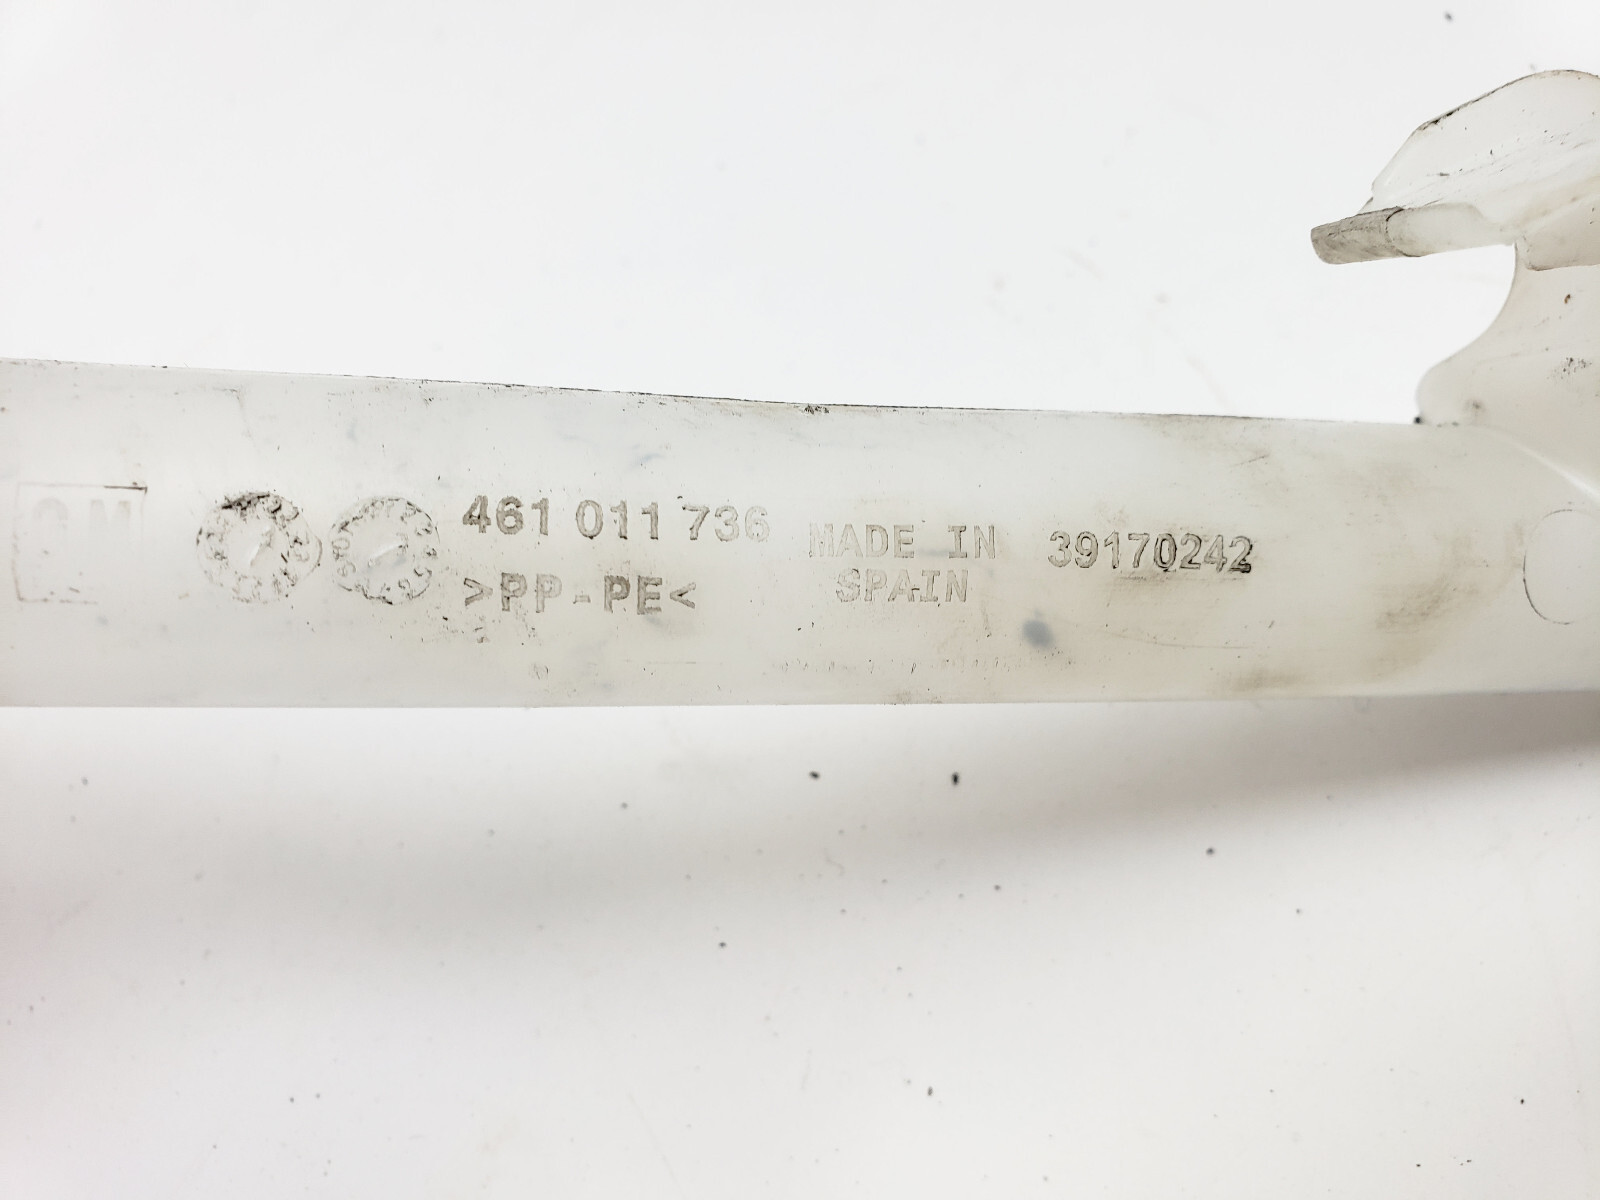 GM
461 011 736
>PP-PE<
MADE IN
SPAIN
39170242